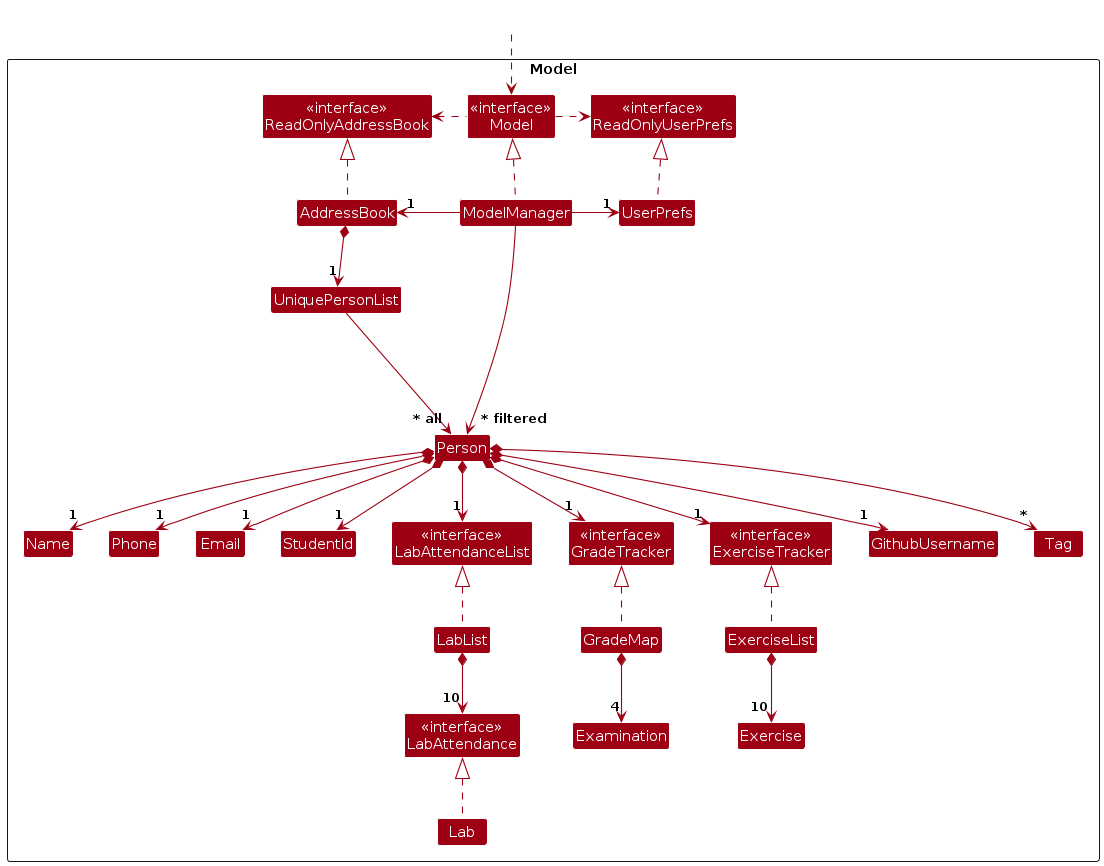 Model
«interface»
ReadOnlyAddressBook
«interface»
Model
«interface»
ReadOnlyUserPrefs
AddressBook
1
ModelManager
1
UserPrefs
1
UniquePersonList
* all
* filtered
Person
1
1
1
1
1
1
1
1
*
Name
Phone
Email
StudentId
«interface»
LabAttendanceList
«interface»
GradeTracker
«interface»
ExerciseTracker
GithubUsername
Tag
LabList
GradeMap
ExerciseList
10
4
10
«interface»
LabAttendance
Examination
Exercise
Lab